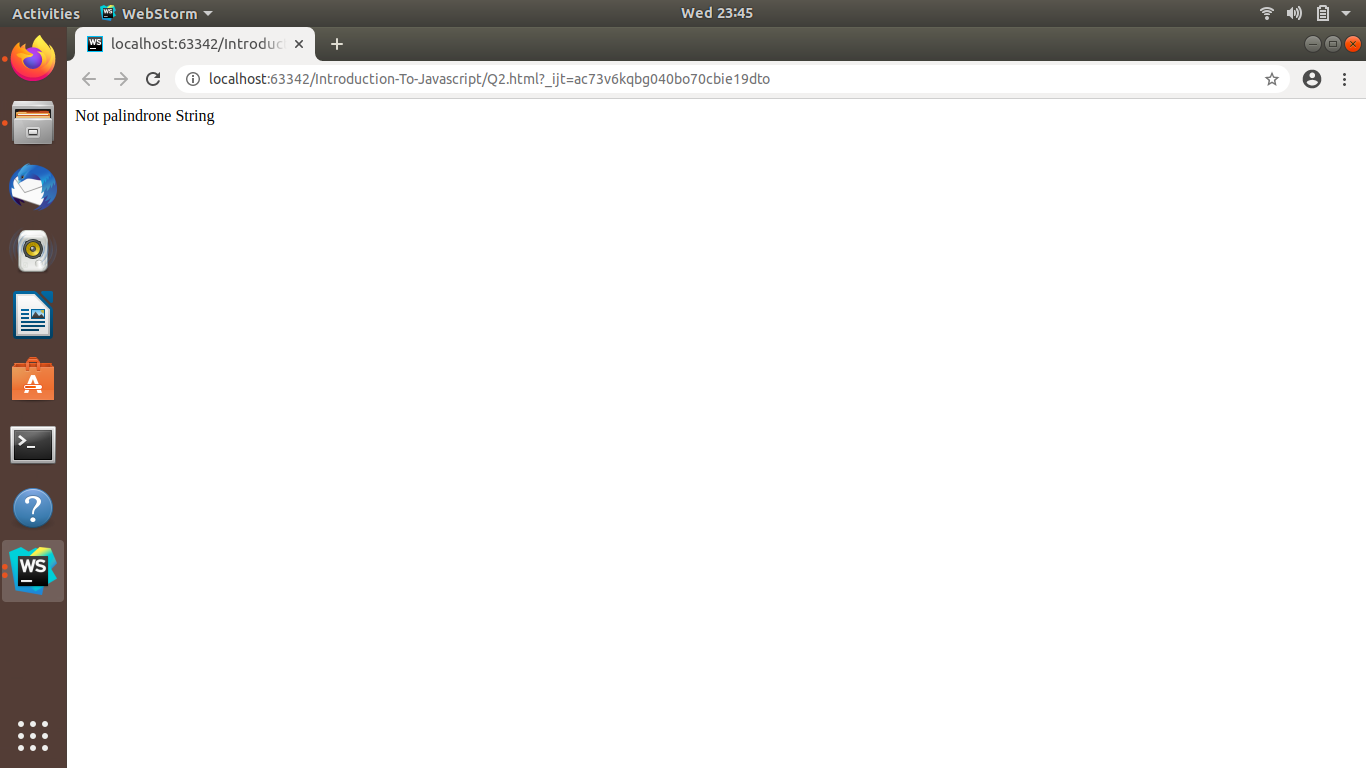 Activities WebStorm Wed 23:45
localhost:63342/Introduc
localhost:63342/Introduction-To-Javascript/Q2.html?_ijt=ac73v6kqbg040bo70cbie19dto
Not palindrone String
WS